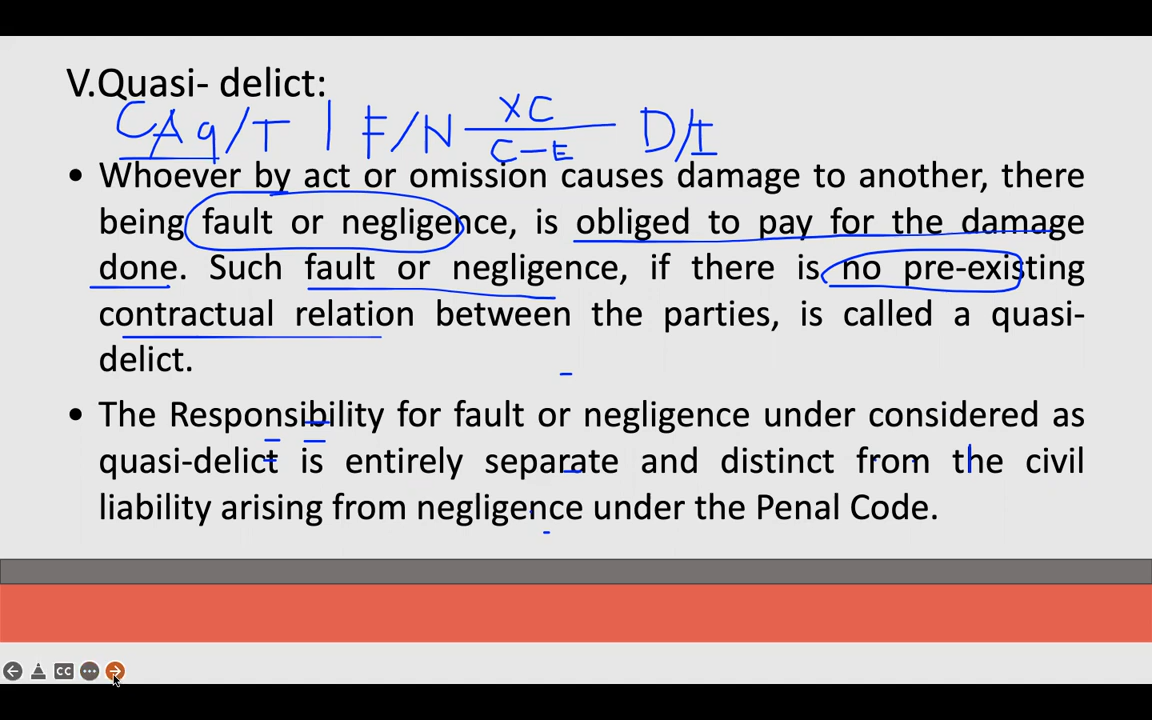 V.Quasi- delict:
CAq/T | F/N XC D/I
C-E
• Whoever by act or omission causes damage to another, there
being fault or negligence, is obliged to pay for the damage
done. Such fault or negligence, if there is no pre-existing
contractual relation between the parties, is called a quasi-
delict.
• The Responsibility for fault or negligence under considered as
quasi-delict is entirely separate and distinct from the civil
liability arising from negligence under the Penal Code.
CC